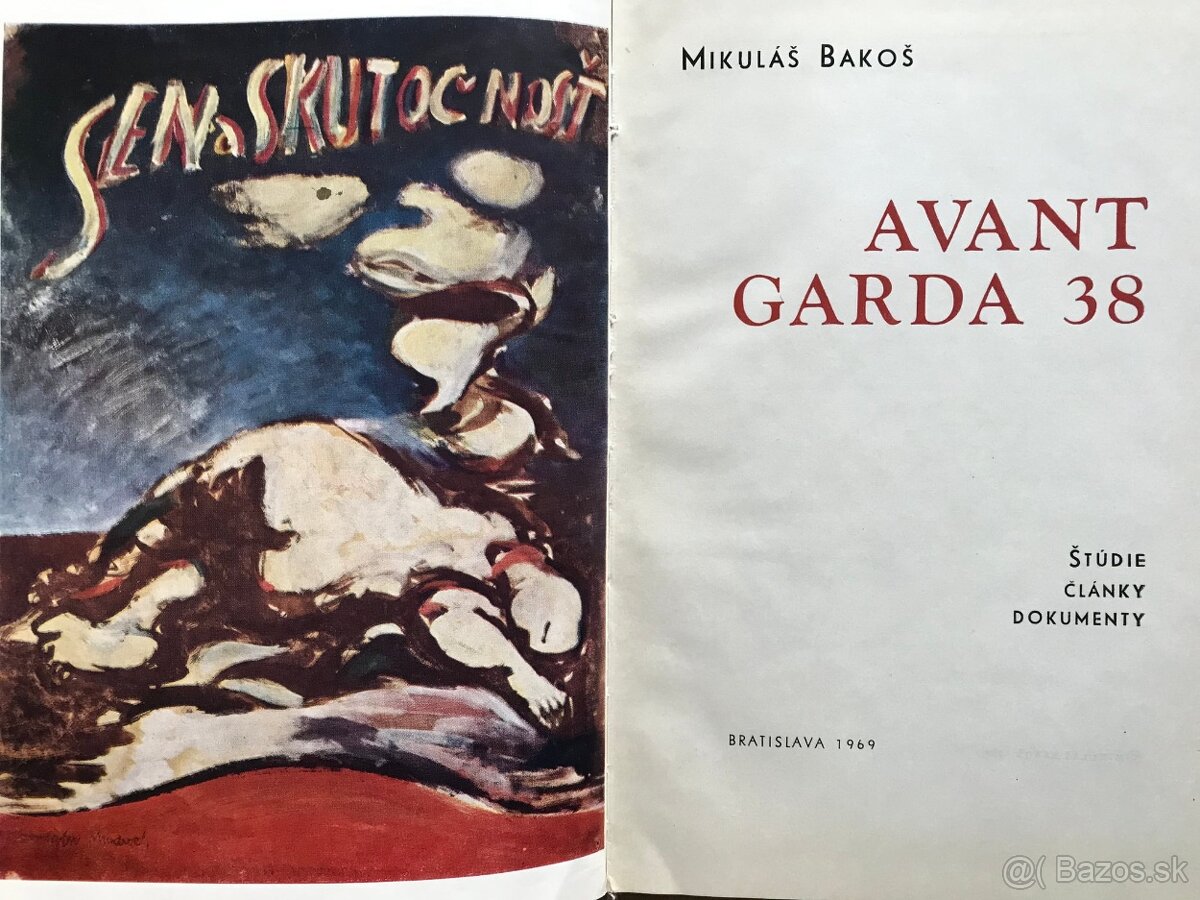 SEN a SKUTOČNOSŤ
MIKULÁŠ BAKOŠ
AVANT
GARDA 38
ŠTÚDIE
ČLÁNKY
DOKUMENTY
BRATISLAVA 1969
@( Bazos.sk